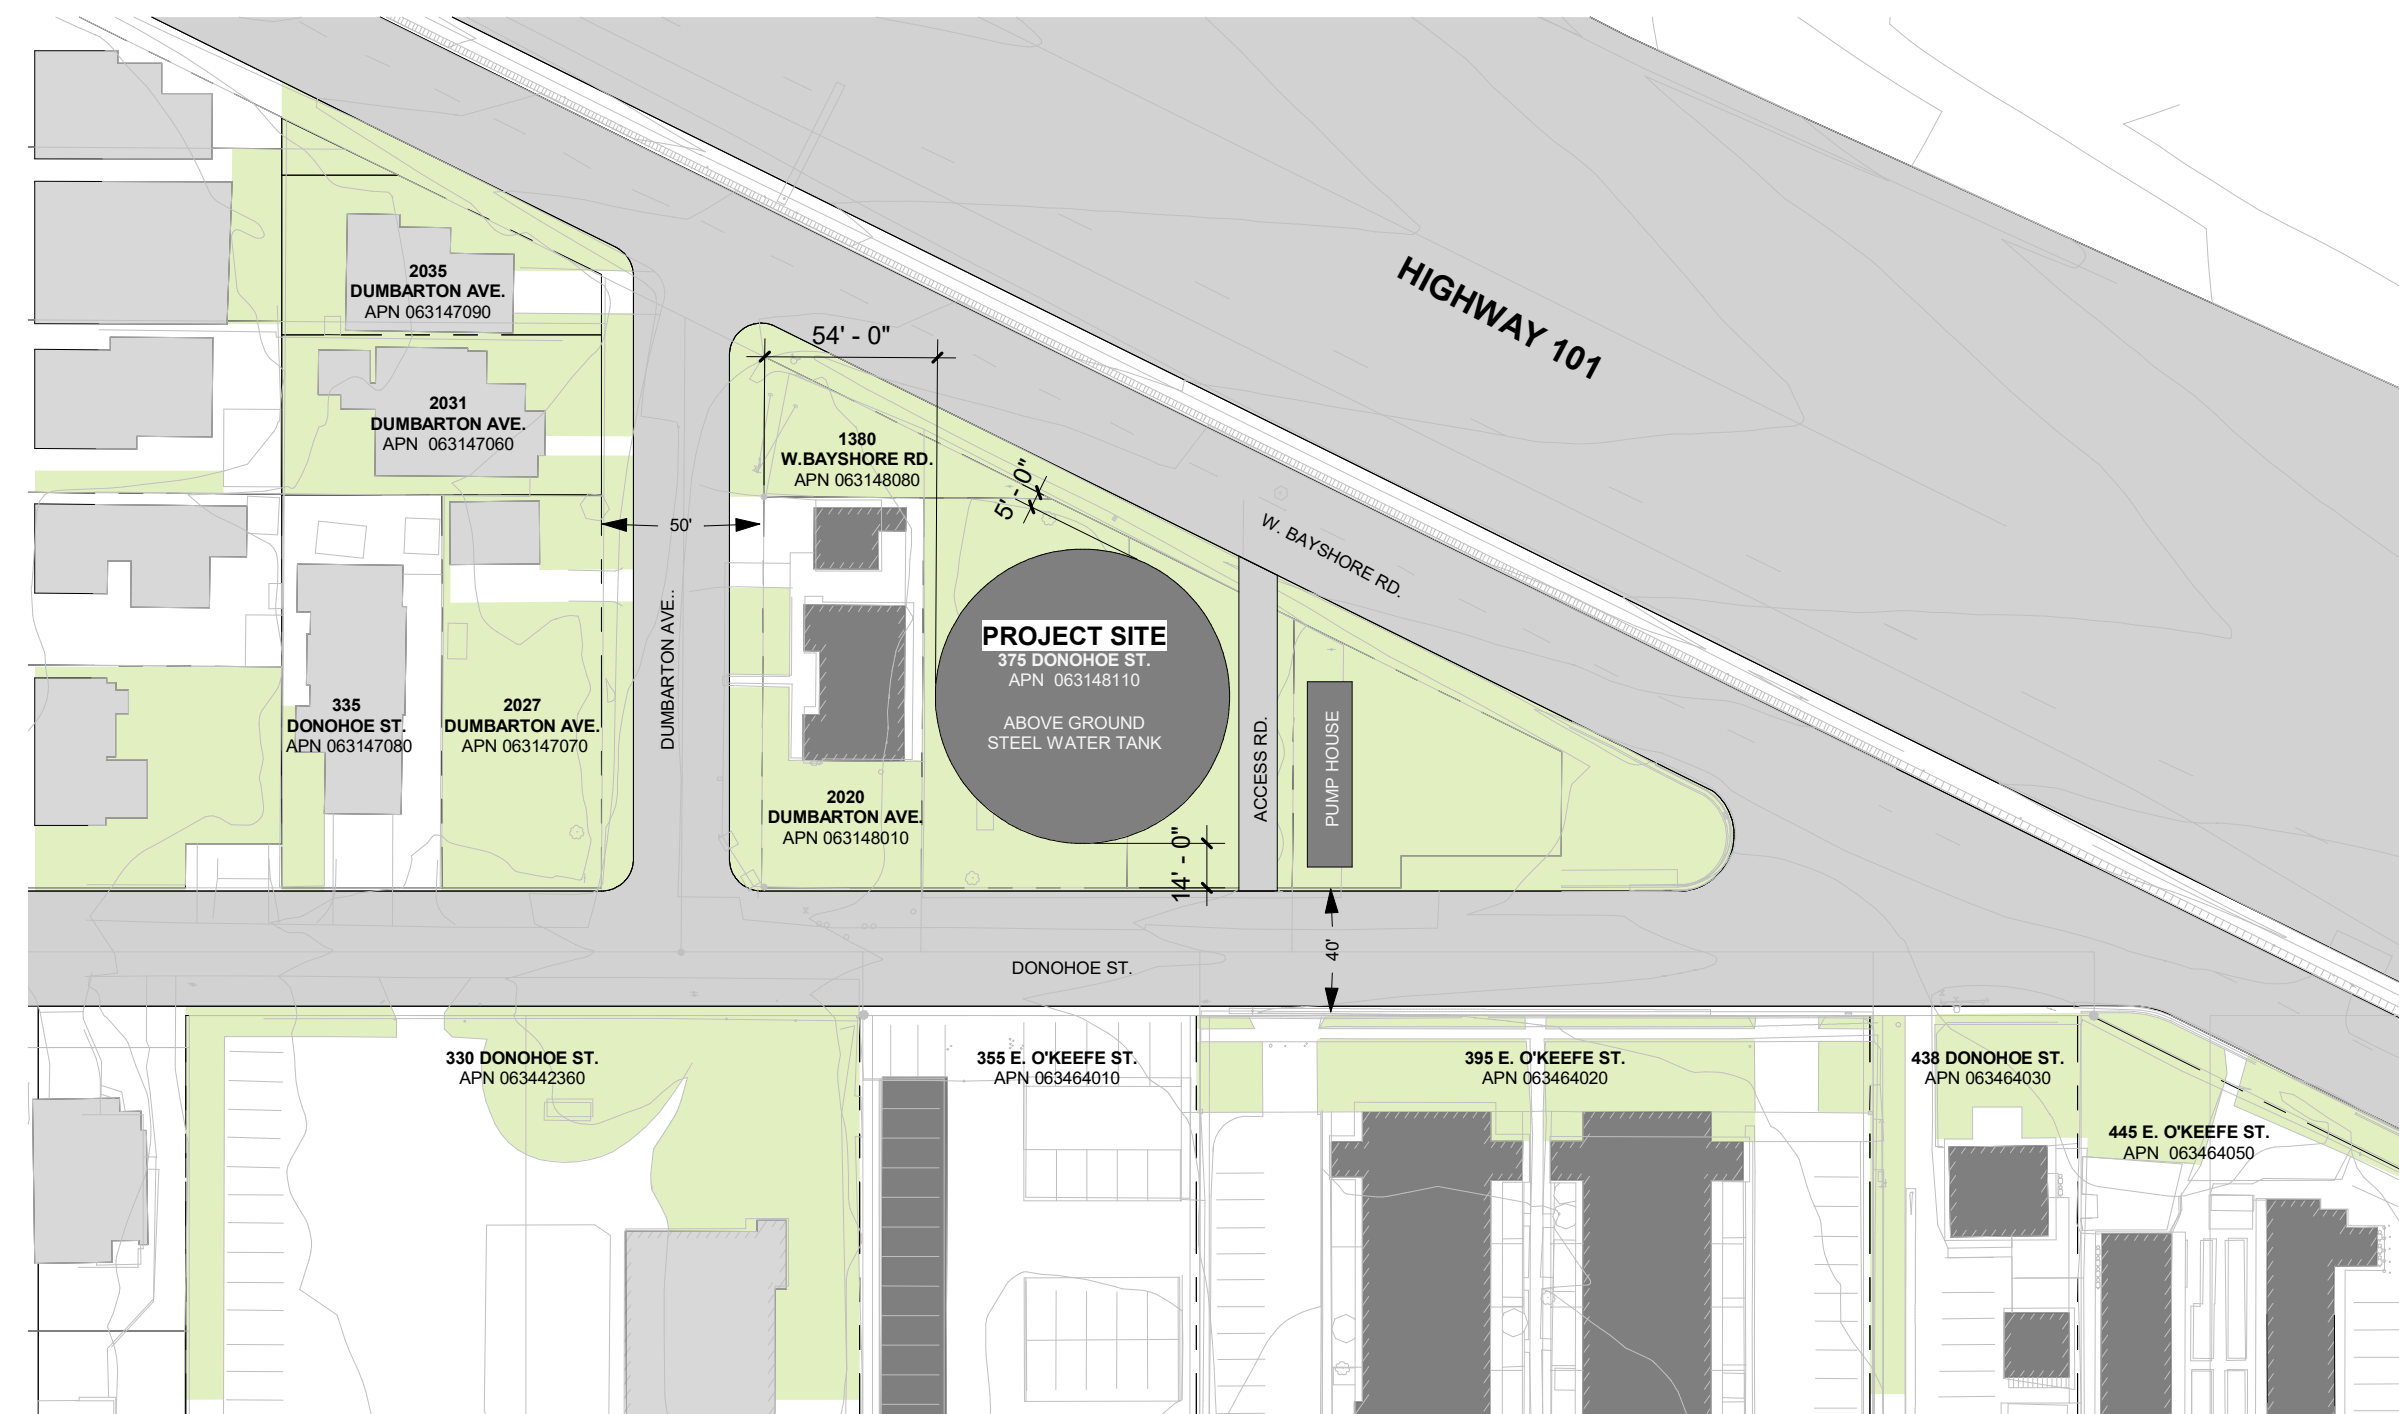 HIGHWAY 101
2035
DUMBARTON AVE.
APN 063147090
54' - 0"
2031
DUMBARTON AVE.
APN 063147060
1380
W.BAYSHORE RD.
APN 063148080
5' - 0"
50'
W. BAYSHORE RD.
DUMBARTON AVE..
PROJECT SITE
375 DONOHOE ST.
APN 063148110
ABOVE GROUND
STEEL WATER TANK
ACCESS RD.
PUMP HOUSE
335
DONOHOE ST.
APN 063147080
2027
DUMBARTON AVE.
APN 063147070
2020
DUMBARTON AVE.
APN 063148010
14' - 0"
40'
DONOHOE ST.
330 DONOHOE ST.
APN 063442360
355 E. O'KEEFE ST.
APN 063464010
395 E. O'KEEFE ST.
APN 063464020
438 DONOHOE ST.
APN 063464030
445 E. O'KEEFE ST.
APN 063464050